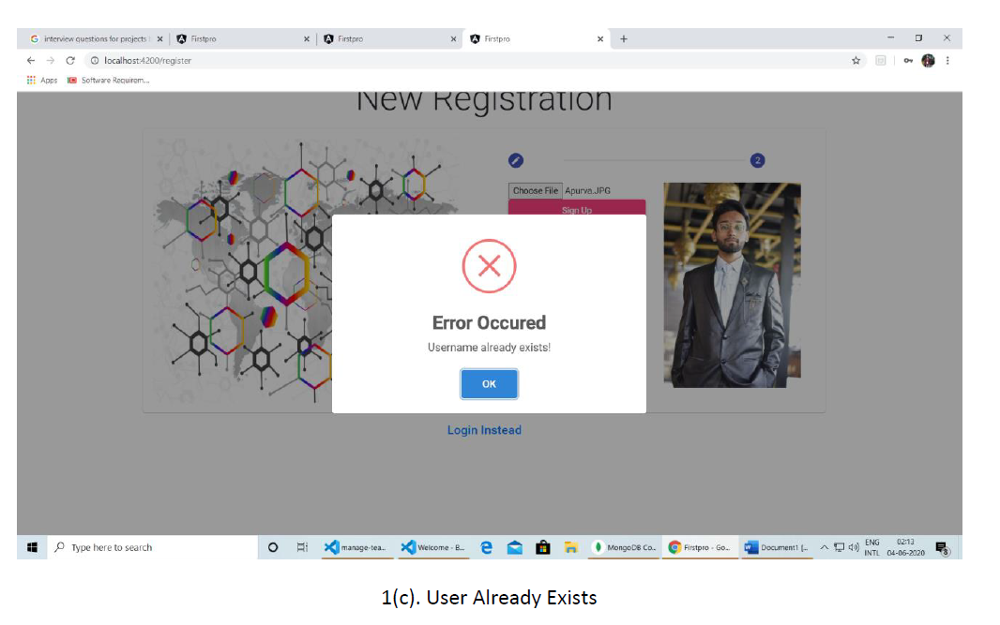 interview questions for projects
Firstpro
Firstpro
Firstpro
localhost:4200/register
Apps
Software Requirem...
New Registration
2
Choose File Apurva.JPG
Sign Up
Error Occured
Username already exists!
OK
Login Instead
Type here to search
manage-tea...
Welcome - B...
MongoDB Co...
Firstpro - Go...
Document1 [...
ENG
INTL
02:13
04-06-2020
8
1(c). User Already Exists